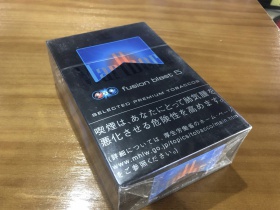 fusion blast 5
SELECTED PREMIUM TOBACCO
喫煙は、あなたにとって肺気腫を
悪化させる危険性を高めます。
詳細については、厚生労働省のホームペー
www.mhlw.go.jp/topics/tobacco/main.h
をご参照ください。)